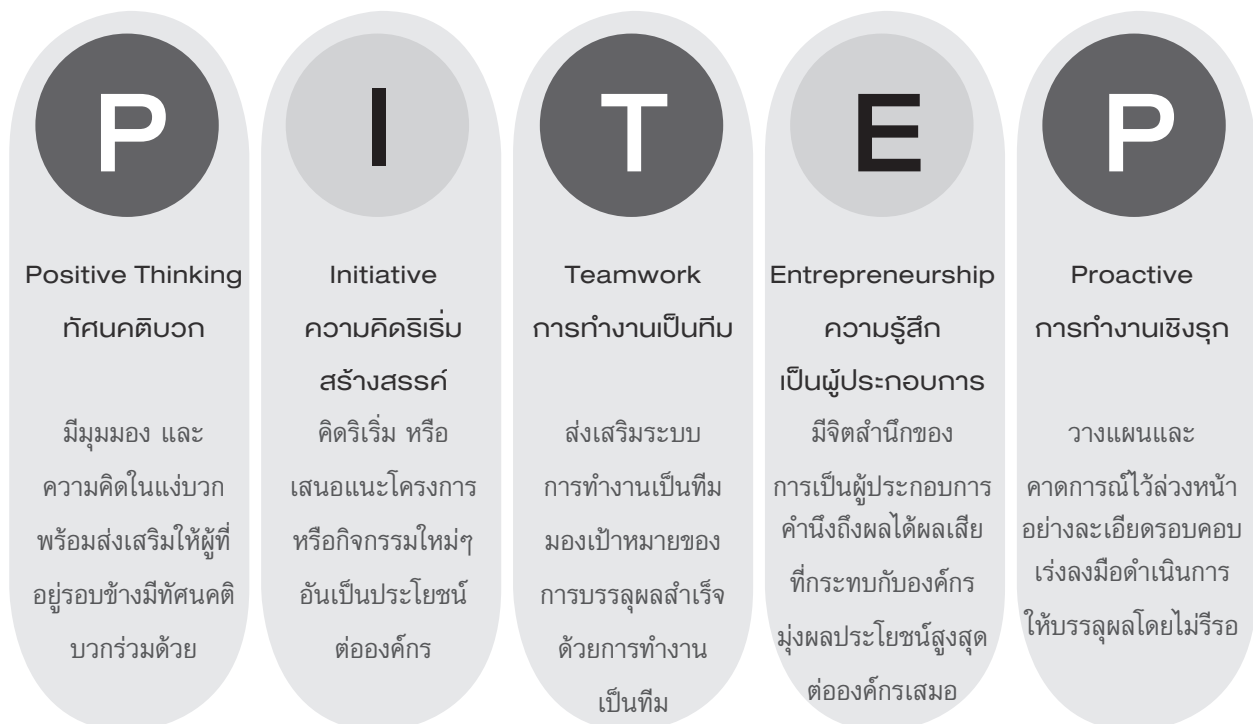 P
Positive Thinking
ทัศนคติบวก
มีมุมมอง และ
ความคิดในแง่บวก
พร้อมส่งเสริมให้ผู้ที่
อยู่รอบข้างมีทัศนคติ
บวกร่วมด้วย
I
Initiative
ความคิดริเริ่ม
สร้างสรรค์
คิดริเริ่ม หรือ
เสนอแนะโครงการ
หรือกิจกรรมใหม่ๆ
อันเป็นประโยชน์
ต่อองค์กร
T
Teamwork
การทำงานเป็นทีม
ส่งเสริมระบบ
การทำงานเป็นทีม
มองเป้าหมายของ
การบรรลุผลสำเร็จ
ด้วยการทำงาน
เป็นทีม
E
Entrepreneurship
ความรู้สึก
เป็นผู้ประกอบการ
มีจิตสำนึกของ
การเป็นผู้ประกอบการ
คำนึงถึงผลได้ผลเสีย
ที่กระทบกับองค์กร
มุ่งผลประโยชน์สูงสุด
ต่อองค์กรเสมอ
P
Proactive
การทำงานเชิงรุก
วางแผนและ
คาดการณ์ไว้ล่วงหน้า
อย่างละเอียดรอบคอบ
เร่งลงมือดำเนินการ
ให้บรรลุผลโดยไม่รีรอ